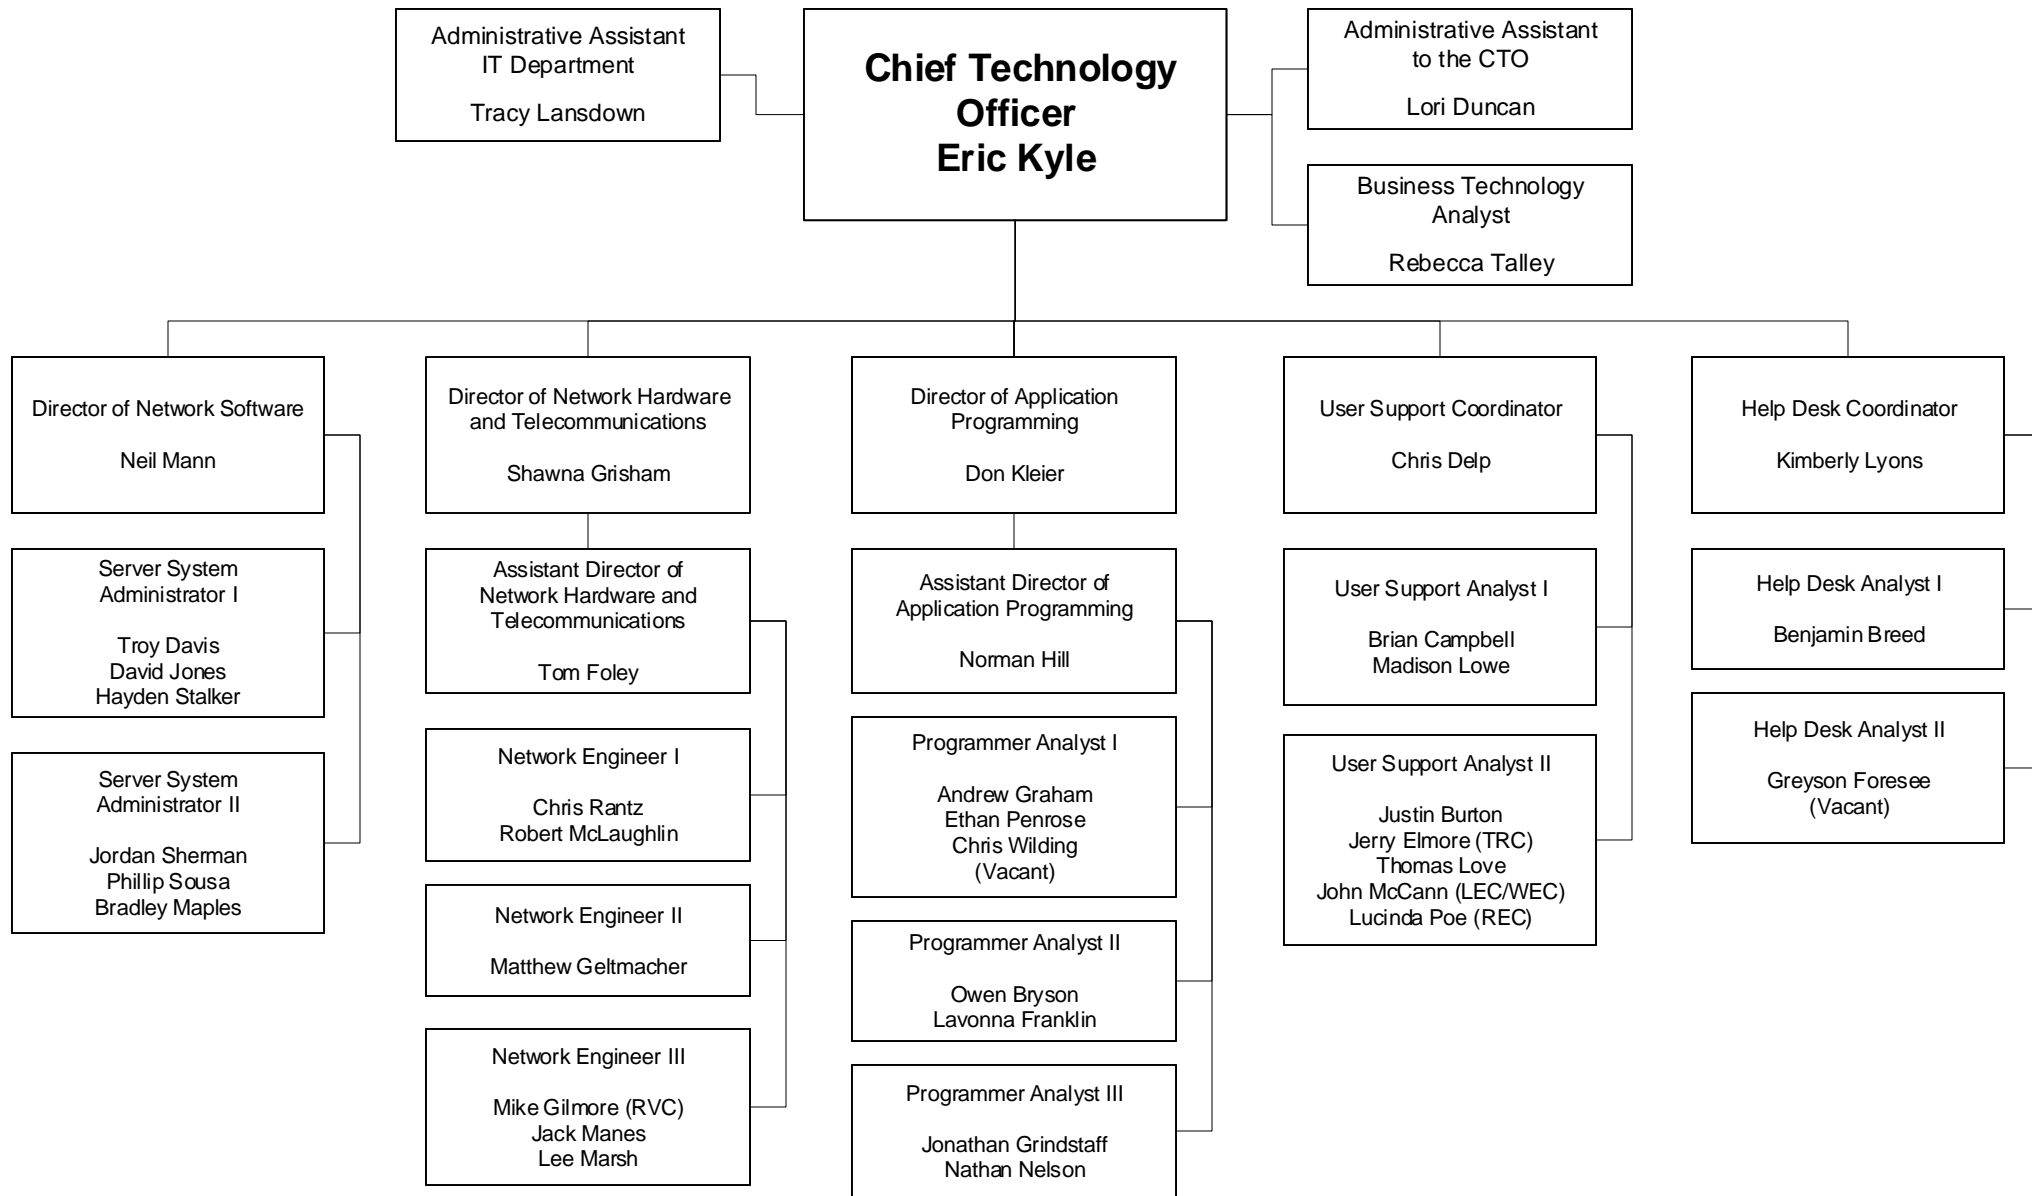 Administrative Assistant
IT Department
Tracy Lansdown
Chief Technology
Officer
Eric Kyle
Administrative Assistant
to the CTO
Lori Duncan
Business Technology
Analyst
Rebecca Talley
Director of Network Software
Neil Mann
Server System
Administrator I
Troy Davis
David Jones
Hayden Stalker
Server System
Administrator II
Jordan Sherman
Phillip Sousa
Bradley Maples
Director of Network Hardware
and Telecommunications
Shawna Grisham
Assistant Director of
Network Hardware and
Telecommunications
Tom Foley
Network Engineer I
Chris Rantz
Robert McLaughlin
Network Engineer II
Matthew Geltmacher
Network Engineer III
Mike Gilmore (RVC)
Jack Manes
Lee Marsh
Director of Application
Programming
Don Kleier
Assistant Director of
Application Programming
Norman Hill
Programmer Analyst I
Andrew Graham
Ethan Penrose
Chris Wilding
(Vacant)
Programmer Analyst II
Owen Bryson
Lavonna Franklin
Programmer Analyst III
Jonathan Grindstaff
Nathan Nelson
User Support Coordinator
Chris Delp
User Support Analyst I
Brian Campbell
Madison Lowe
User Support Analyst II
Justin Burton
Jerry Elmore (TRC)
Thomas Love
John McCann (LEC/WEC)
Lucinda Poe (REC)
Help Desk Coordinator
Kimberly Lyons
Help Desk Analyst I
Benjamin Breed
Help Desk Analyst II
Greyson Foresee
(Vacant)